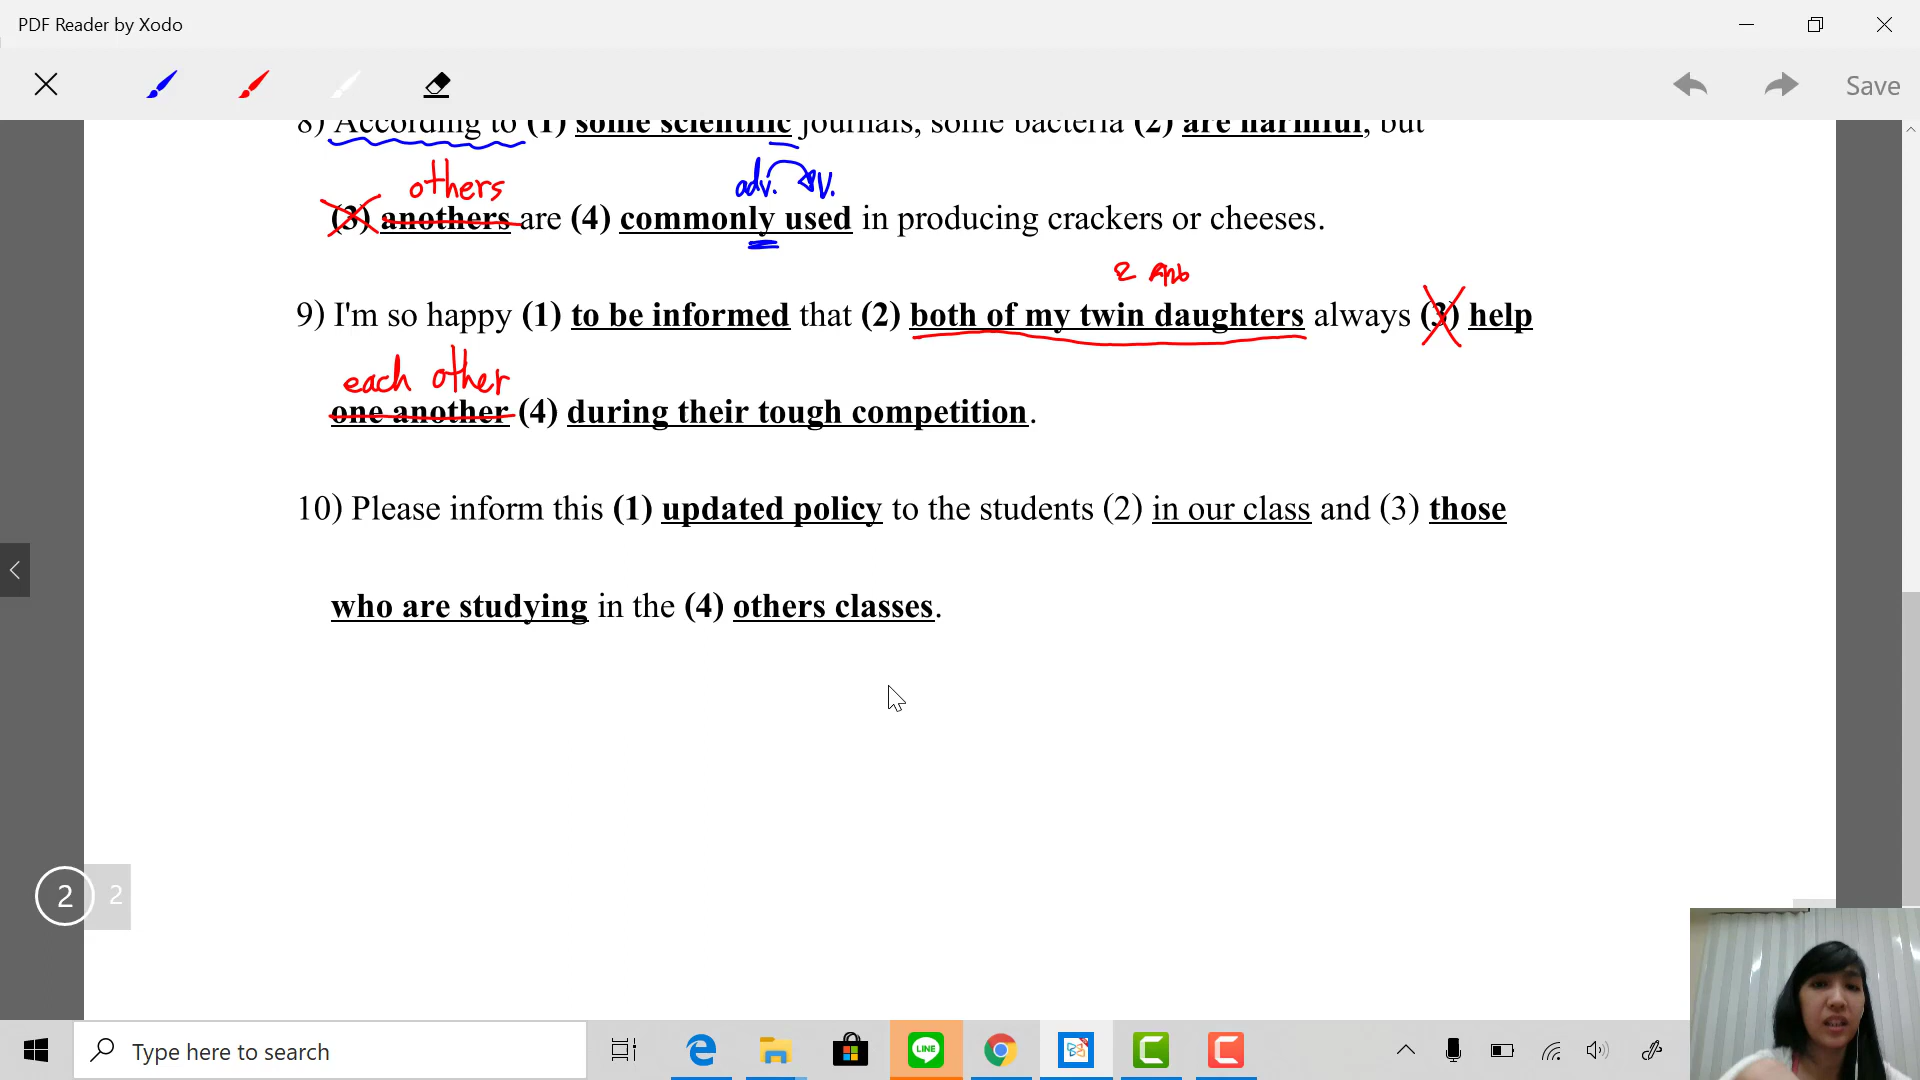 PDF Reader by Xodo
Save
8) According to (1) some scientific journals, some bacteria (2) are harmful, but
others adv. V.
(3) anothers are (4) commonly used in producing crackers or cheeses.
2
9) I'm so happy (1) to be informed that (2) both of my twin daughters always (3) help
each other
one another (4) during their tough competition.
10) Please inform this (1) updated policy to the students (2) in our class and (3) those
who are studying in the (4) others classes.
2 2
Type here to search
LINE